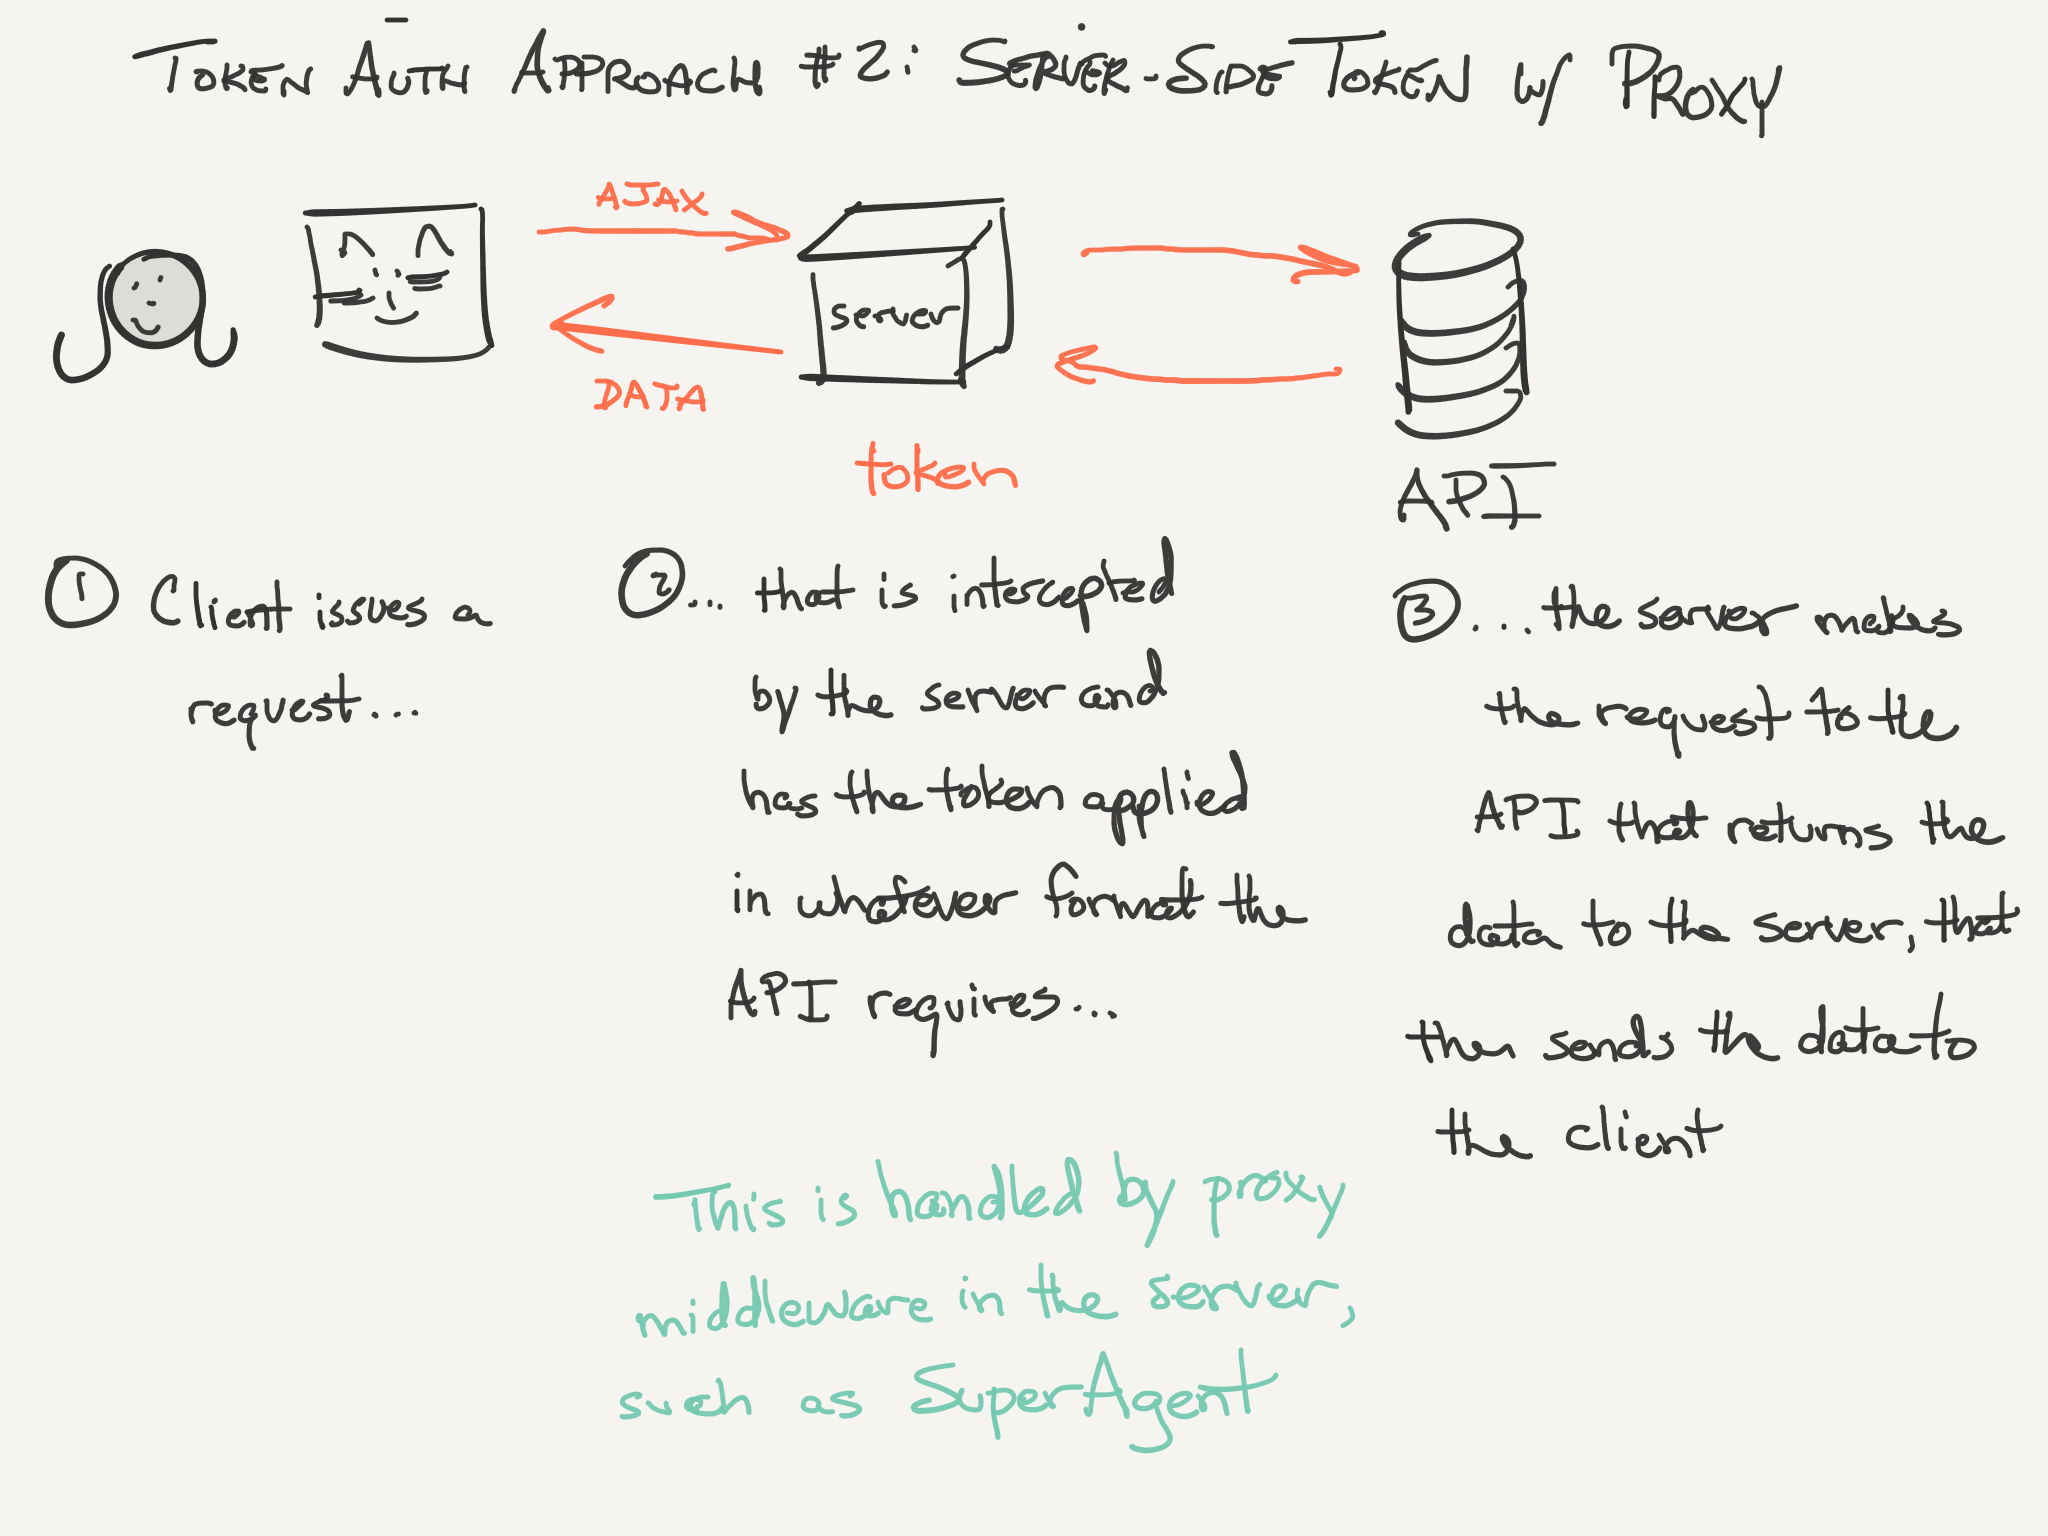 TOKEN AUTH APPROACH #2: SERVER-SIDE TOKEN w/ PROXY
AJAX
server
DATA
token
API
1 Client issues a
request...
2 ... that is intercepted
by the server and
has the token applied
in whatever format the
API requires...
3 ... the server makes
the request to the
API that returns the
data to the server, that
then sends the data to
the client
This is handled by proxy
middleware in the server,
such as SuperAgent